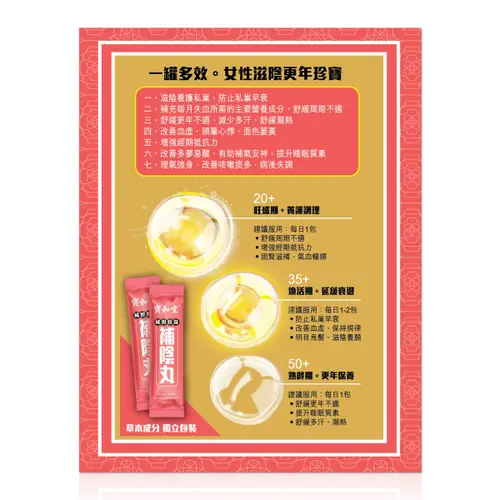 一罐多效。女性滋陰更年珍寶
一、滋陰養護私巢、防止私巢早衰
二、補充每月失血所需的主要營養成分，舒緩周期不適
三、舒緩更年不適、減少多汗、舒緩潮熱
四、改善血虛、頭暈心悸、面色萎黃
五、增強經期抵抗力
六、改善多夢易醒，有助補氣安神，提升睡眠質素
七、理氣強身，改善咳嗽痰多，病後失調
20+
旺盛期。養護調理
建議服用：每日1包
•舒緩周期不適
•增強經期抵抗力
•固腎滋補、氣血暢順
35+
煥活期。延緩衰退
建議服用：每日1-2包
•防止私巢早衰
•改善血虛、保持規律
•明目烏髮、滋陰養顏
50+
熟齡期。更年保養
建議服用：每日1包
•舒緩更年不適
•提升睡眠質素
•舒緩多汗、潮熱
寶和堂
補陰丸
草本成分 獨立包裝